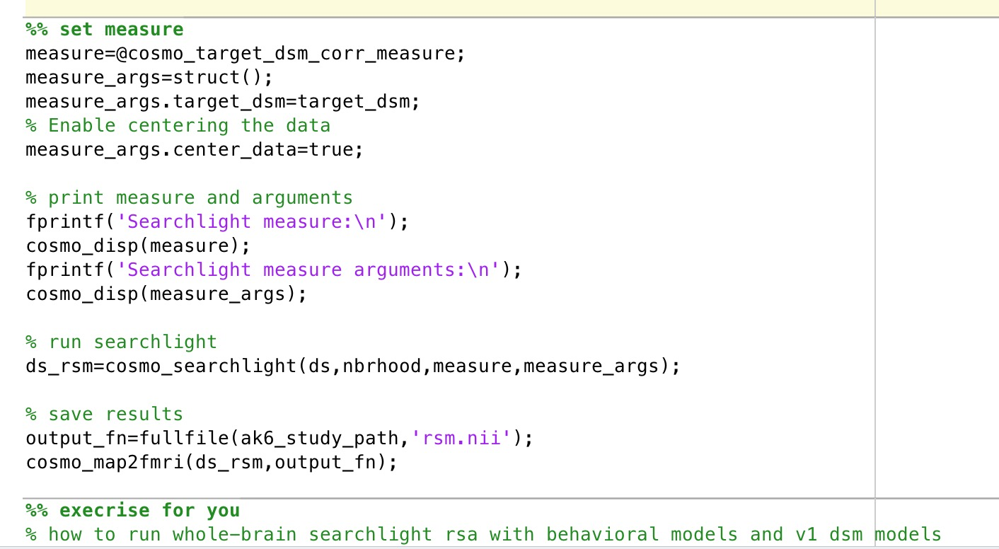 %% set measure
measure=@cosmo_target_dsm_corr_measure;
measure_args=struct();
measure_args.target_dsm=target_dsm;
% Enable centering the data
measure_args.center_data=true;
% print measure and arguments
fprintf('Searchlight measure:\n');
cosmo_disp(measure);
fprintf('Searchlight measure arguments:\n');
cosmo_disp(measure_args);
% run searchlight
ds_rsm=cosmo_searchlight(ds,nbrhood,measure,measure_args);
% save results
output_fn=fullfile(ak6_study_path,'rsm.nii');
cosmo_map2fmri(ds_rsm,output_fn);
%% execrise for you
% how to run whole-brain searchlight rsa with behavioral models and v1 dsm models